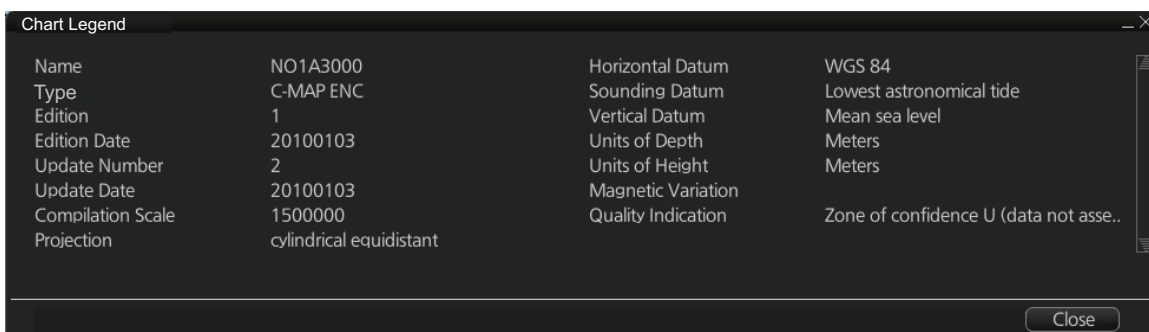 Chart Legend
Name NO1A3000 Horizontal Datum WGS 84
Type C-MAP ENC Sounding Datum Lowest astronomical tide
Edition 1 Vertical Datum Mean sea level
Edition Date 20100103 Units of Depth Meters
Update Number 2 Units of Height Meters
Update Date 20100103 Magnetic Variation
Compilation Scale 1500000 Quality Indication Zone of confidence U (data not asse..
Projection cylindrical equidistant
Close